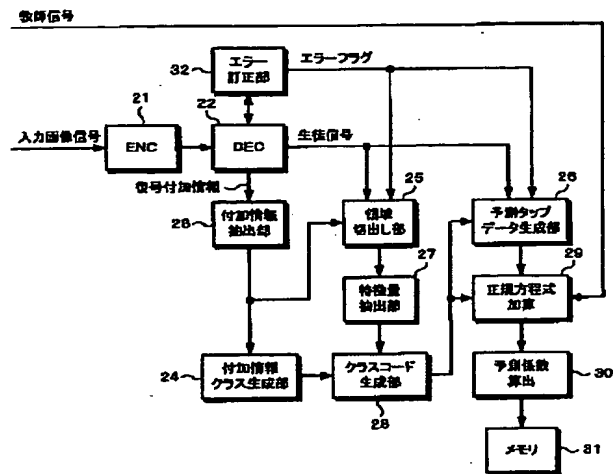 教師信号
32
エラー
訂正部
エラーフラグ
21
22
入力画像信号
ENC
DEC
生徒信号
復号付加情報
25
26
付加情報
抽出部
領域
切出し部
予測タップ
データ生成部
27
29
特徴量
抽出部
正規方程式
加算
24
付加情報
クラス生成部
クラスコード
生成部
28
予測係数
算出
30
メモリ
31